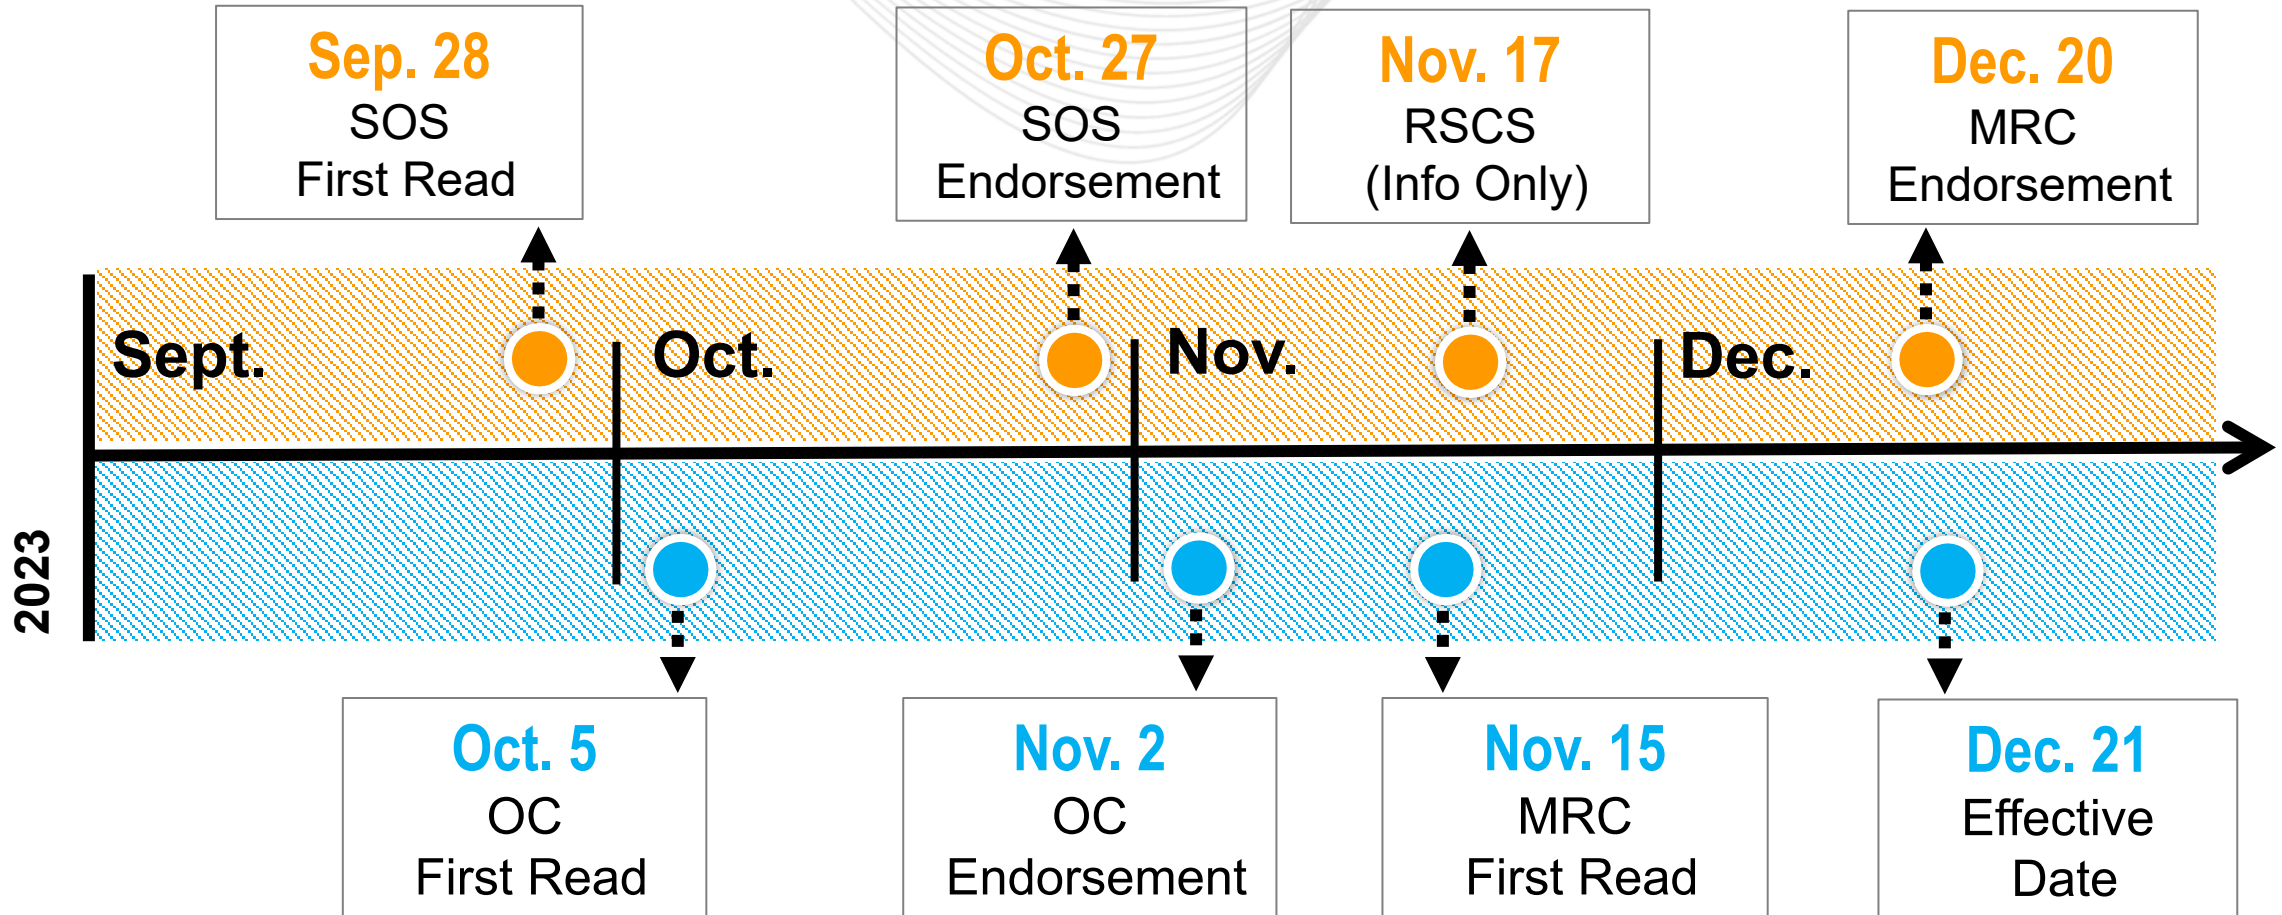 Sep. 28
SOS
First Read
Oct. 27
SOS
Endorsement
Nov. 17
RSCS
(Info Only)
Dec. 20
MRC
Endorsement
Sept.
Oct.
Nov.
Dec.
2023
Oct. 5
OC
First Read
Nov. 2
OC
Endorsement
Nov. 15
MRC
First Read
Dec. 21
Effective
Date